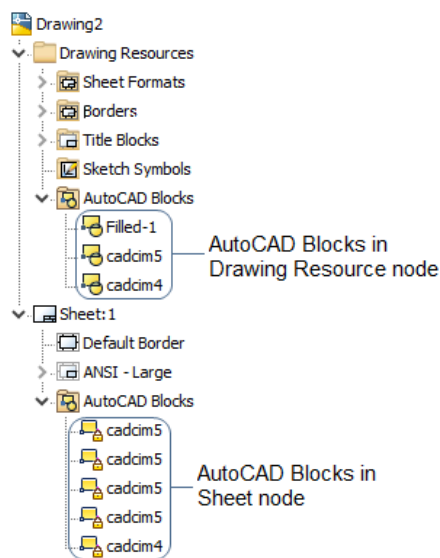 Drawing2
Drawing Resources
Sheet Formats
Borders
Title Blocks
Sketch Symbols
AutoCAD Blocks
Filled-1
cadcim5
cadcim4
AutoCAD Blocks in
Drawing Resource node
Sheet:1
Default Border
ANSI - Large
AutoCAD Blocks
cadcim5
cadcim5
cadcim5
cadcim5
cadcim4
AutoCAD Blocks in
Sheet node